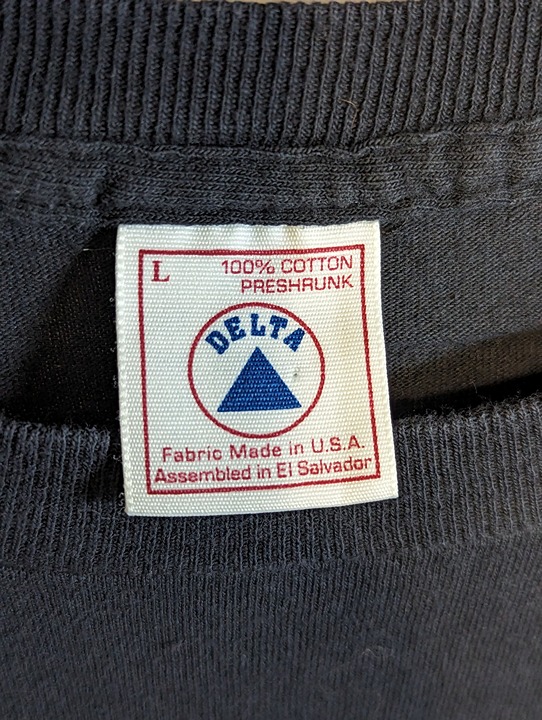 L
100% COTTON
PRESHRUNK
DELTA
Fabric Made in U.S.A.
Assembled in El Salvador